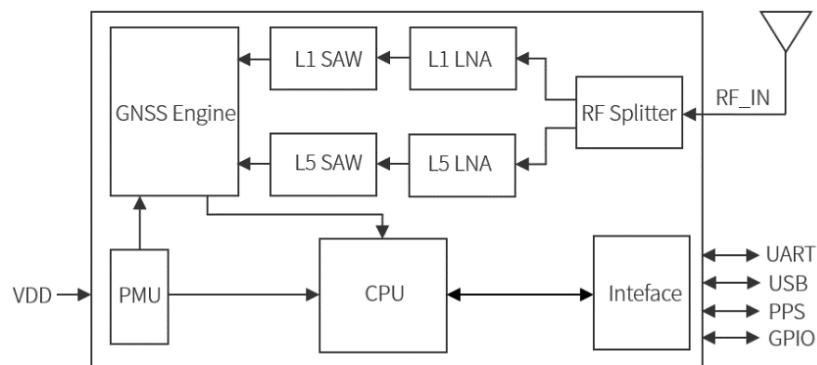 L1 SAW
L1 LNA
GNSS Engine
RF Splitter
RF_IN
L5 SAW
L5 LNA
VDD
PMU
CPU
Inteface
UART
USB
PPS
GPIO